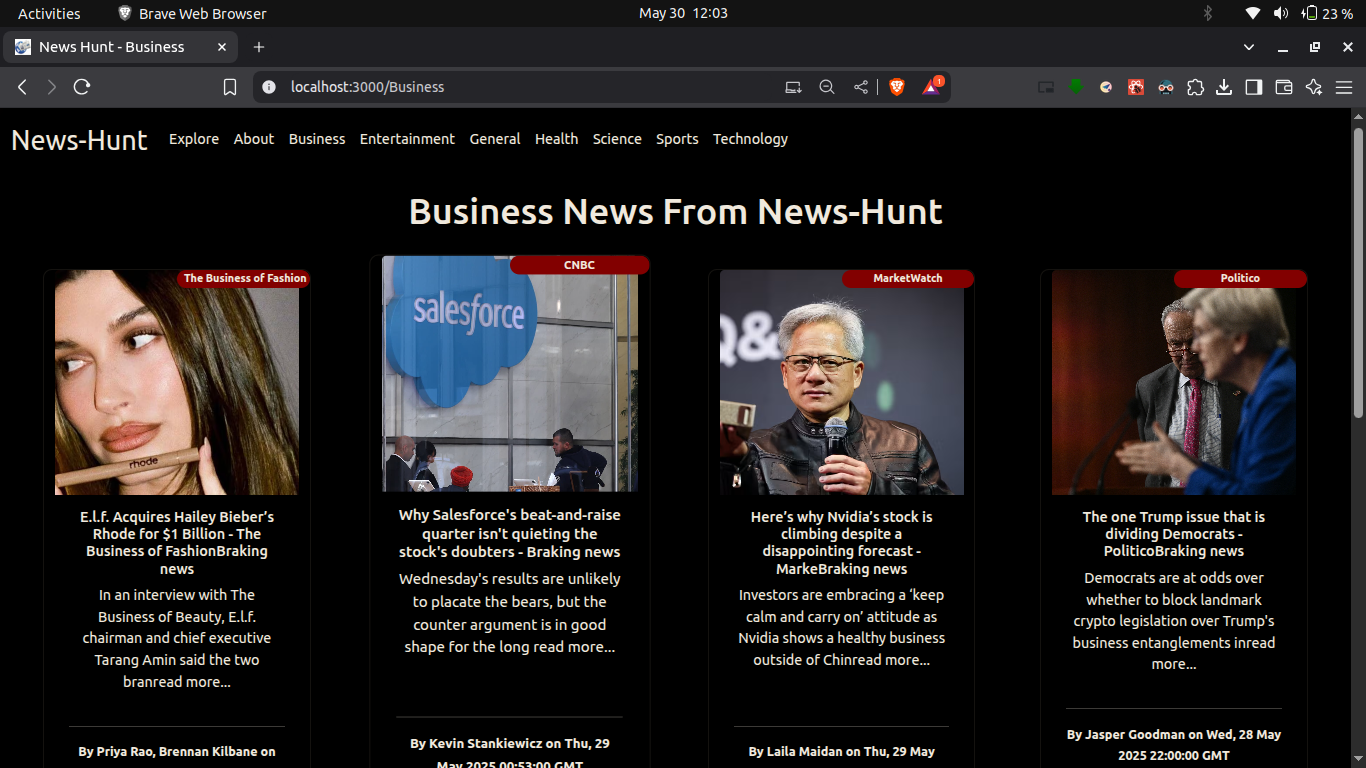 Activities
Brave Web Browser
May 30 12:03
23 %
News Hunt - Business
localhost:3000/Business
1
News-Hunt
Explore
About
Business
Entertainment
General
Health
Science
Sports
Technology
Business News From News-Hunt
The Business of Fashion
rhode
E.l.f. Acquires Hailey Bieber’s
Rhode for $1 Billion - The
Business of FashionBraking
news
In an interview with The
Business of Beauty, E.l.f.
chairman and chief executive
Tarang Amin said the two
branread more...
By Priya Rao, Brennan Kilbane on
CNBC
salesforce
Why Salesforce's beat-and-raise
quarter isn't quieting the
stock's doubters - Braking news
Wednesday's results are unlikely
to placate the bears, but the
counter argument is in good
shape for the long read more...
By Kevin Stankiewicz on Thu, 29
May 2025 00:53:00 GMT
MarketWatch
Q&
Here’s why Nvidia’s stock is
climbing despite a
disappointing forecast -
MarkeBraking news
Investors are embracing a ‘keep
calm and carry on’ attitude as
Nvidia shows a healthy business
outside of Chinread more...
By Laila Maidan on Thu, 29 May
Politico
The one Trump issue that is
dividing Democrats -
PoliticoBraking news
Democrats are at odds over
whether to block landmark
crypto legislation over Trump's
business entanglements inread
more...
By Jasper Goodman on Wed, 28 May
2025 22:00:00 GMT